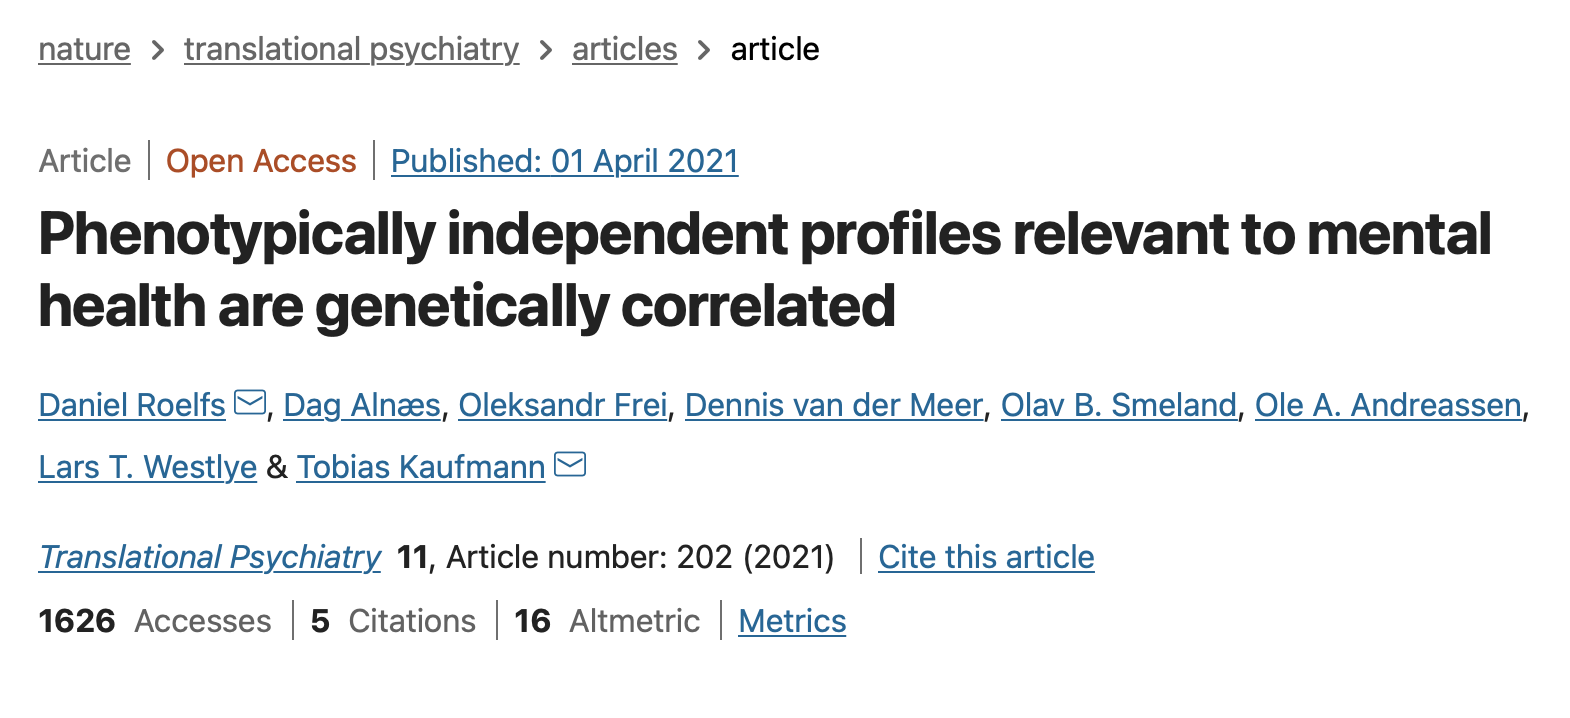 nature > translational psychiatry > articles > article
Article | Open Access | Published: 01 April 2021
Phenotypically independent profiles relevant to mental
health are genetically correlated
Daniel Roelfs, Dag Alnæs, Oleksandr Frei, Dennis van der Meer, Olav B. Smeland, Ole A. Andreassen,
Lars T. Westlye & Tobias Kaufmann
Translational Psychiatry 11, Article number: 202 (2021) | Cite this article
1626 Accesses | 5 Citations | 16 Altmetric | Metrics